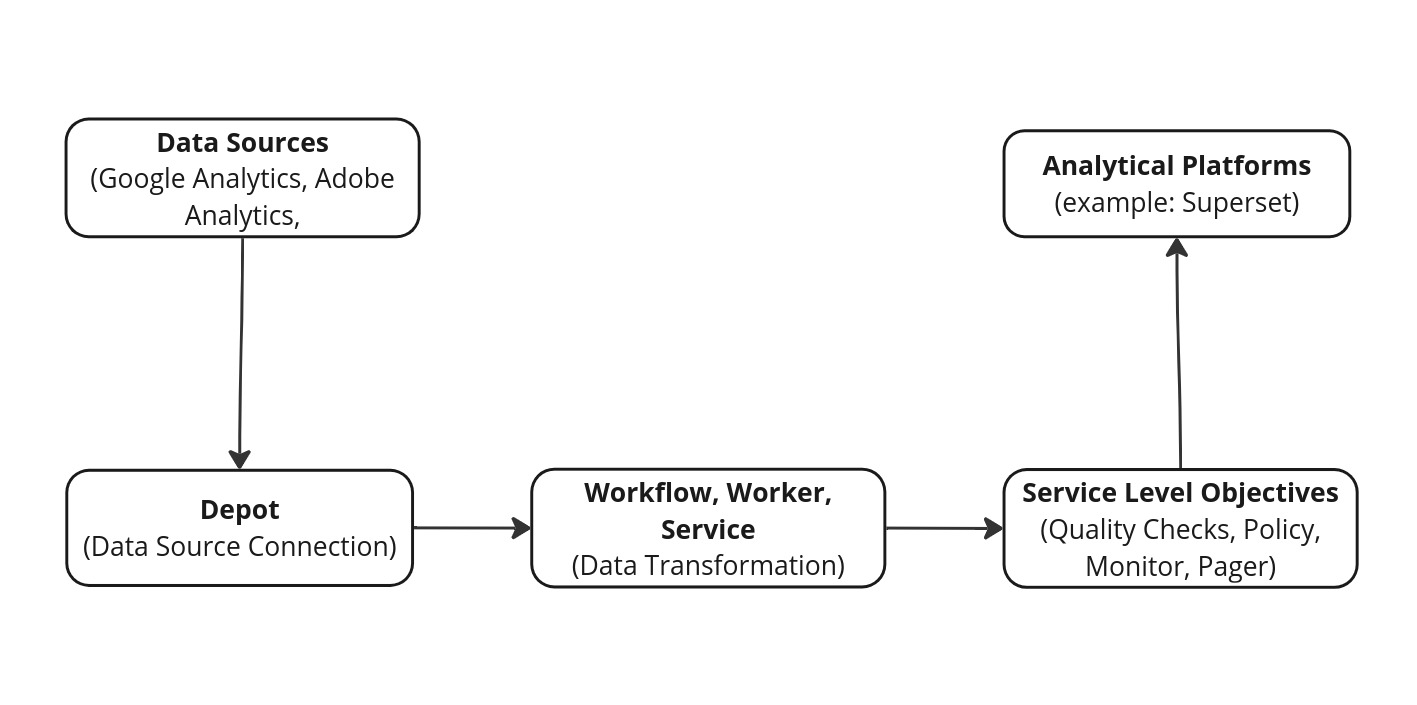 Data Sources
(Google Analytics, Adobe
Analytics,
Analytical Platforms
(example: Superset)
Depot
(Data Source Connection)
Workflow, Worker,
Service
(Data Transformation)
Service Level Objectives
(Quality Checks, Policy,
Monitor, Pager)